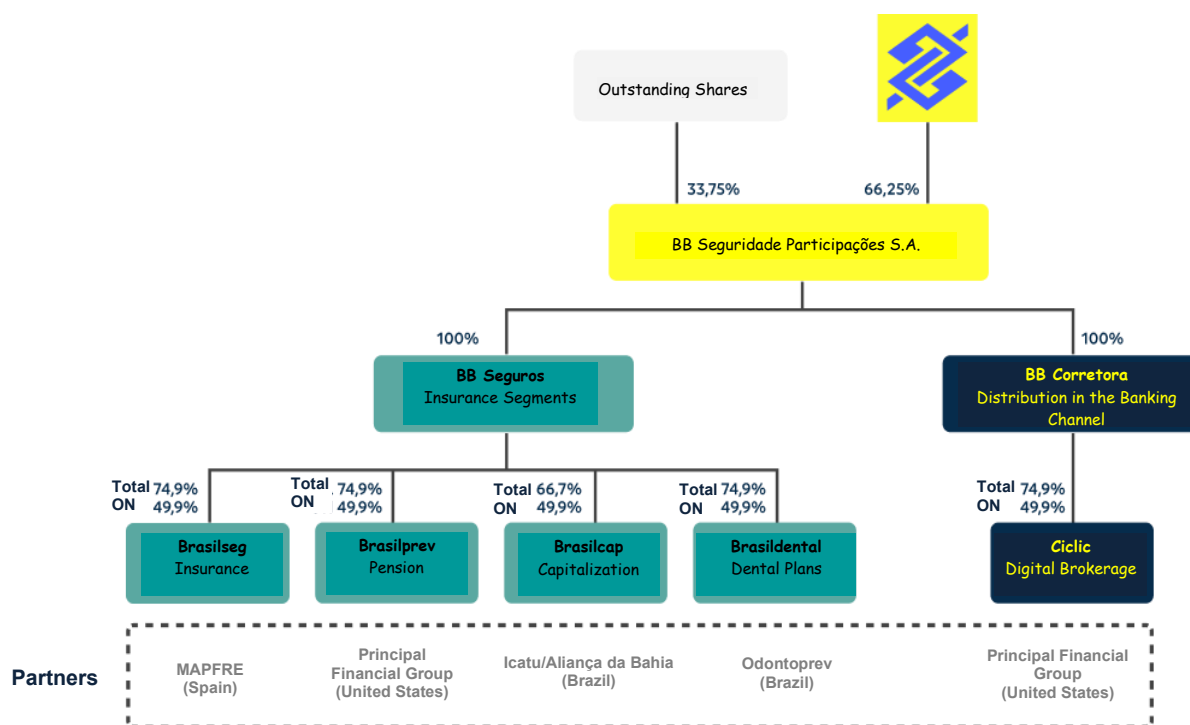 Outstanding Shares
33,75%
66,25%
BB Seguridade Participações S.A.
100%
100%
BB Seguros
Insurance Segments
BB Corretora
Distribution in the Banking
Channel
Total 74,9%
ON 49,9%
Total 74,9%
ON 49,9%
Total 66,7%
ON 49,9%
Total 74,9%
ON 49,9%
Total 74,9%
ON 49,9%
Brasilseg
Insurance
Brasilprev
Pension
Brasilcap
Capitalization
Brasildental
Dental Plans
Ciclic
Digital Brokerage
Partners
MAPFRE
(Spain)
Principal
Financial Group
(United States)
Icatu/Aliança da Bahia
(Brazil)
Odontoprev
(Brazil)
Principal Financial
Group
(United States)